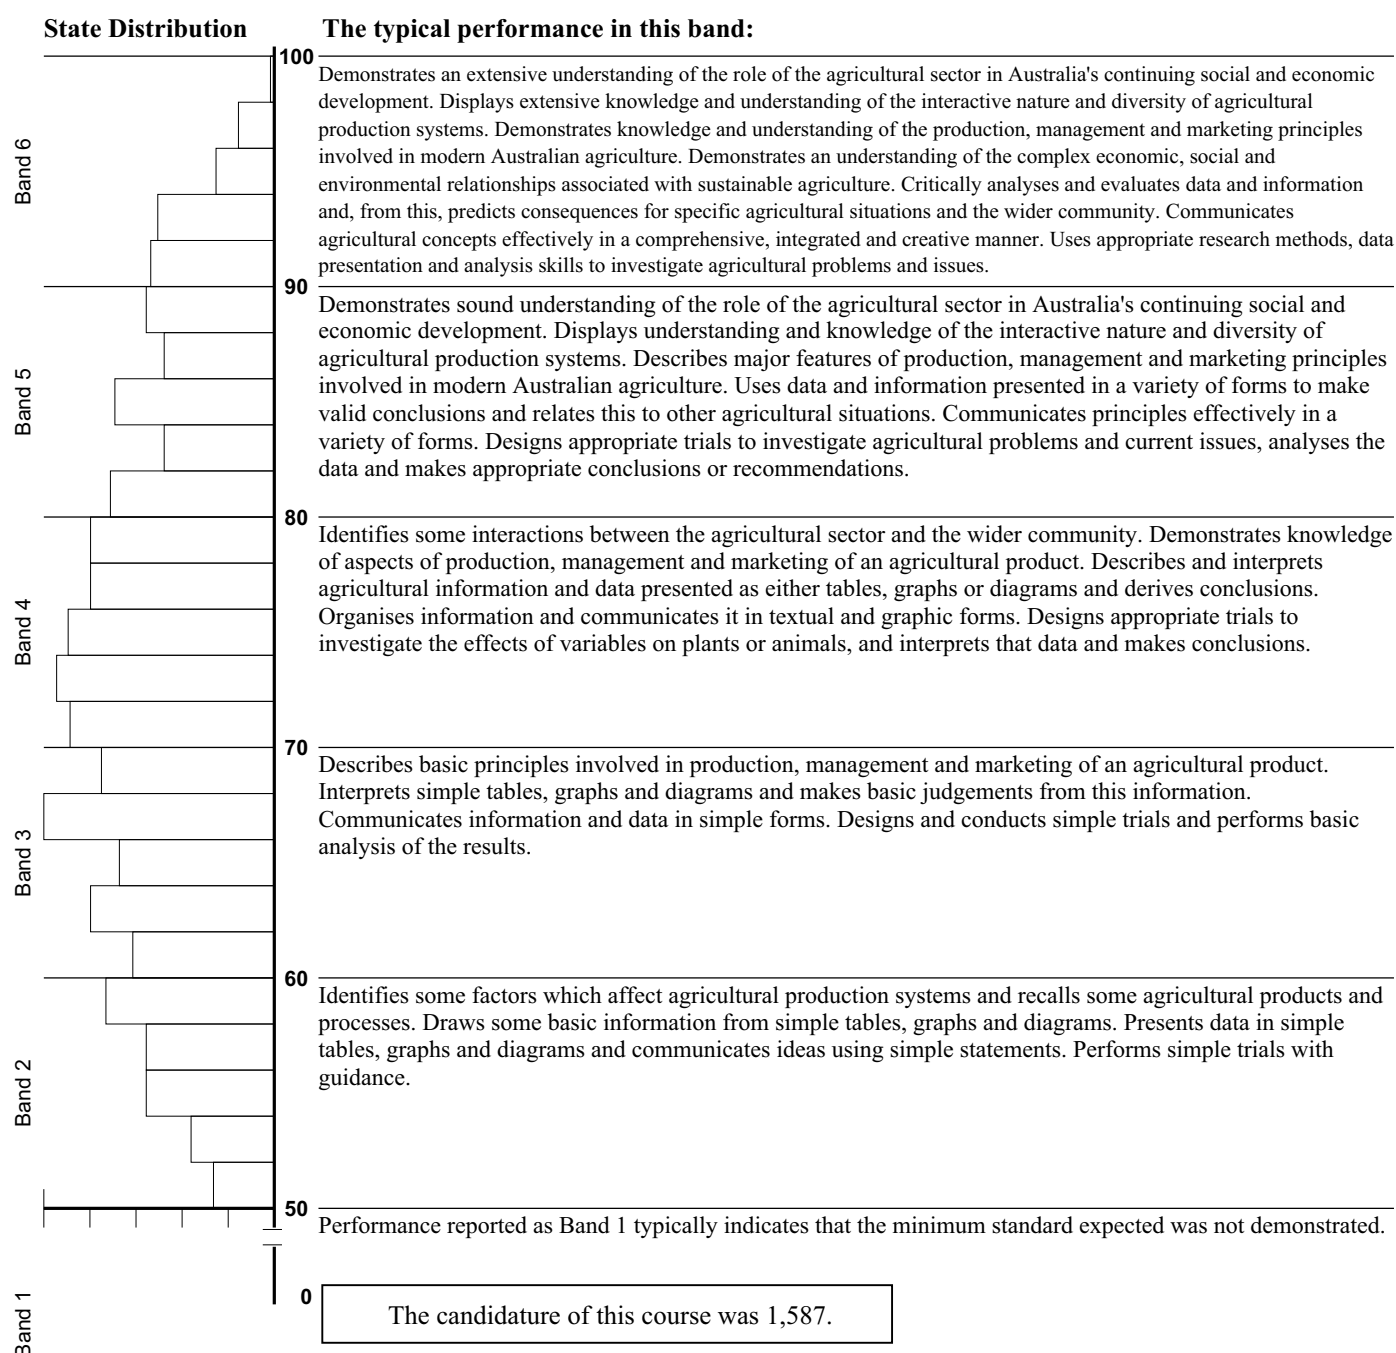 State Distribution
The typical performance in this band:
100
Band 6
Demonstrates an extensive understanding of the role of the agricultural sector in Australia's continuing social and economic
development. Displays extensive knowledge and understanding of the interactive nature and diversity of agricultural
production systems. Demonstrates knowledge and understanding of the production, management and marketing principles
involved in modern Australian agriculture. Demonstrates an understanding of the complex economic, social and
environmental relationships associated with sustainable agriculture. Critically analyses and evaluates data and information
and, from this, predicts consequences for specific agricultural situations and the wider community. Communicates
agricultural concepts effectively in a comprehensive, integrated and creative manner. Uses appropriate research methods, data
presentation and analysis skills to investigate agricultural problems and issues.
90
Band 5
Demonstrates sound understanding of the role of the agricultural sector in Australia's continuing social and
economic development. Displays understanding and knowledge of the interactive nature and diversity of
agricultural production systems. Describes major features of production, management and marketing principles
involved in modern Australian agriculture. Uses data and information presented in a variety of forms to make
valid conclusions and relates this to other agricultural situations. Communicates principles effectively in a
variety of forms. Designs appropriate trials to investigate agricultural problems and current issues, analyses the
data and makes appropriate conclusions or recommendations.
80
Band 4
Identifies some interactions between the agricultural sector and the wider community. Demonstrates knowledge
of aspects of production, management and marketing of an agricultural product. Describes and interprets
agricultural information and data presented as either tables, graphs or diagrams and derives conclusions.
Organises information and communicates it in textual and graphic forms. Designs appropriate trials to
investigate the effects of variables on plants or animals, and interprets that data and makes conclusions.
70
Band 3
Describes basic principles involved in production, management and marketing of an agricultural product.
Interprets simple tables, graphs and diagrams and makes basic judgements from this information.
Communicates information and data in simple forms. Designs and conducts simple trials and performs basic
analysis of the results.
60
Band 2
Identifies some factors which affect agricultural production systems and recalls some agricultural products and
processes. Draws some basic information from simple tables, graphs and diagrams. Presents data in simple
tables, graphs and diagrams and communicates ideas using simple statements. Performs simple trials with
guidance.
50
Performance reported as Band 1 typically indicates that the minimum standard expected was not demonstrated.
Band 1
0
The candidature of this course was 1,587.